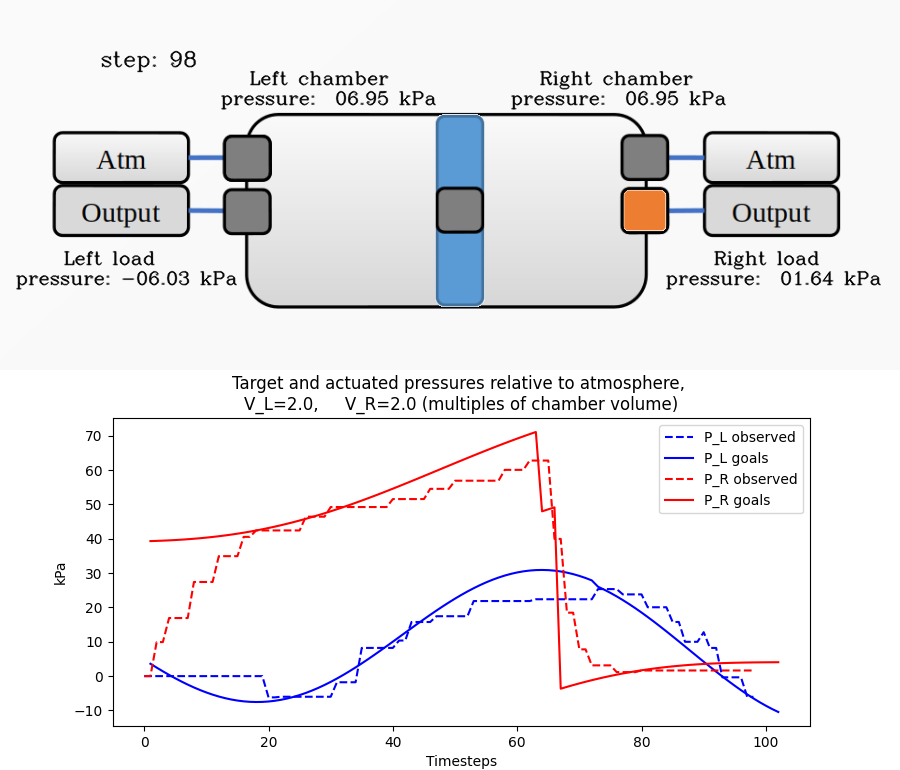 step: 98
Left chamber
pressure:  06.95 kPa
Right chamber
pressure:  06.95 kPa
Atm
Output
Atm
Output
Left load
pressure: -06.03 kPa
Right load
pressure:  01.64 kPa
Target and actuated pressures relative to atmosphere,
V_L=2.0,     V_R=2.0 (multiples of chamber volume)
P_L observed
P_L goals
P_R observed
P_R goals
kPa
70
60
50
40
30
20
10
0
−10
0 20 40 60 80 100
Timesteps